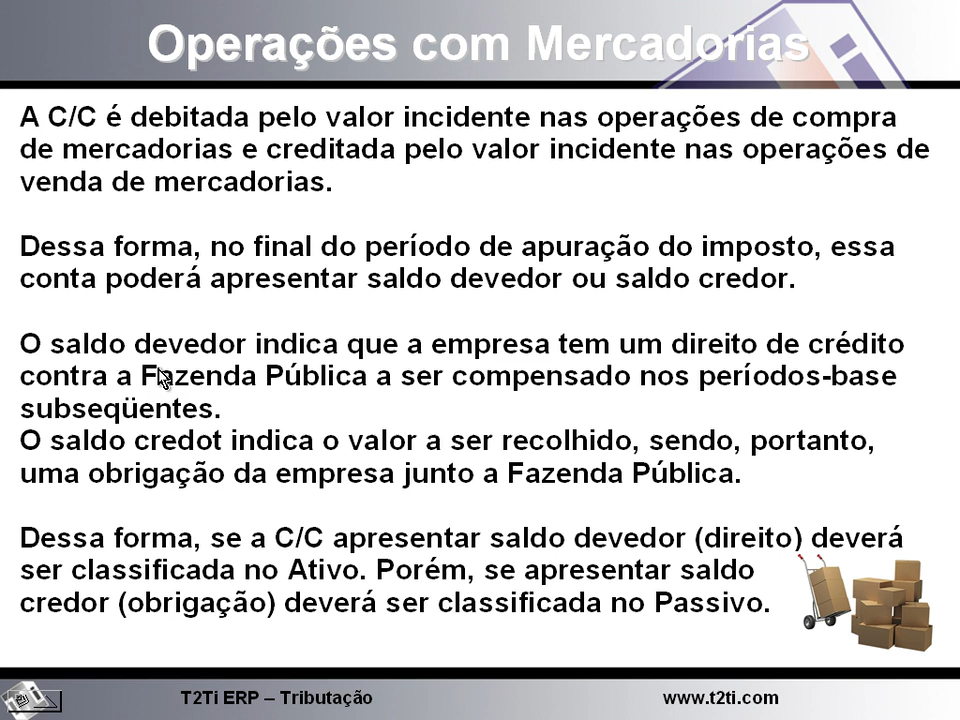 Operações com Mercadorias
A C/C é debitada pelo valor incidente nas operações de compra
de mercadorias e creditada pelo valor incidente nas operações de
venda de mercadorias.
Dessa forma, no final do período de apuração do imposto, essa
conta poderá apresentar saldo devedor ou saldo credor.
O saldo devedor indica que a empresa tem um direito de crédito
contra a Fazenda Pública a ser compensado nos períodos-base
subseqüentes.
O saldo credot indica o valor a ser recolhido, sendo, portanto,
uma obrigação da empresa junto a Fazenda Pública.
Dessa forma, se a C/C apresentar saldo devedor (direito) deverá
ser classificada no Ativo. Porém, se apresentar saldo
credor (obrigação) deverá ser classificada no Passivo.
T2Ti ERP – Tributação
www.t2ti.com